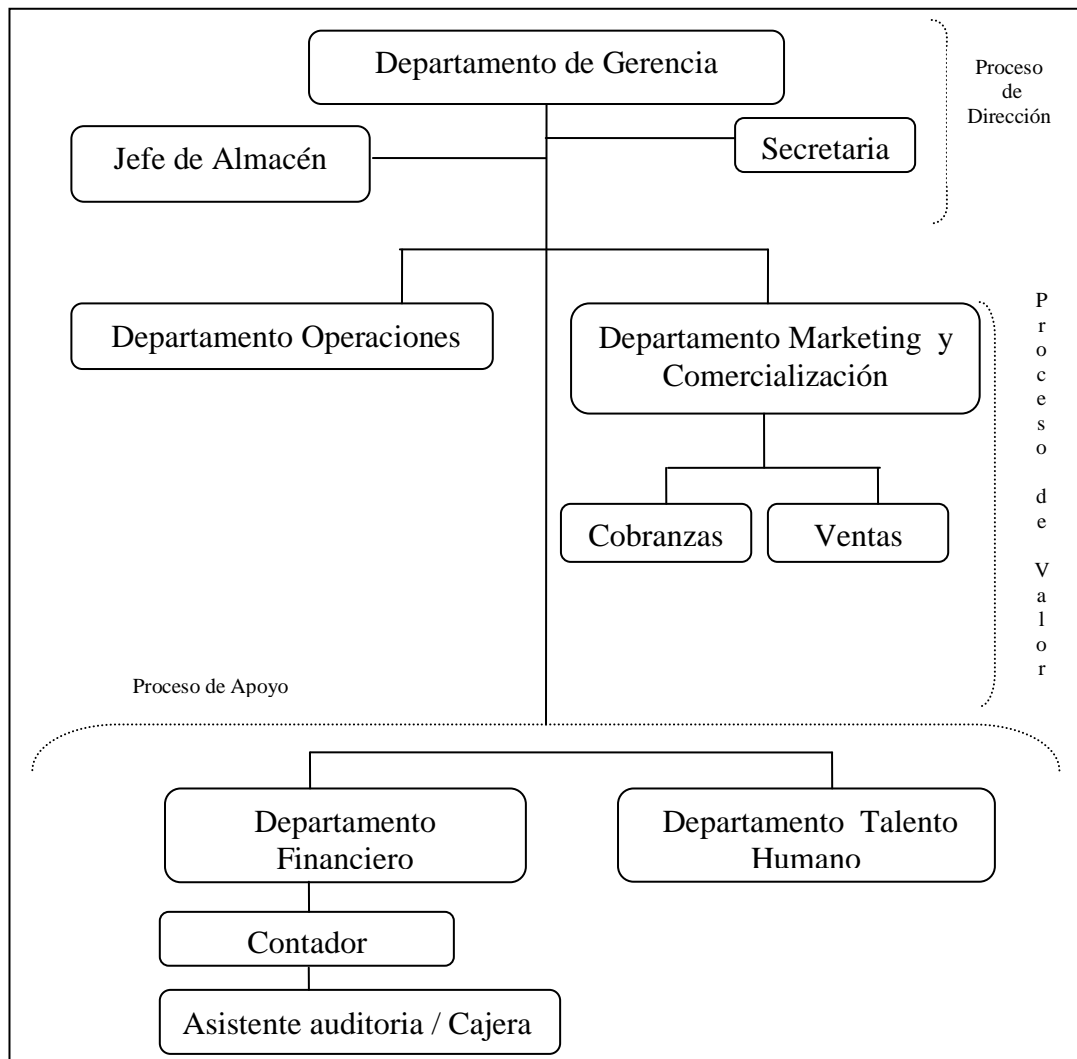 Departamento de Gerencia
Proceso
de
Dirección
Jefe de Almacén
Secretaria
Departamento Operaciones
Departamento Marketing y
Comercialización
Proceso de Valor
Cobranzas
Ventas
Proceso de Apoyo
Departamento
Financiero
Departamento Talento
Humano
Contador
Asistente auditoria / Cajera